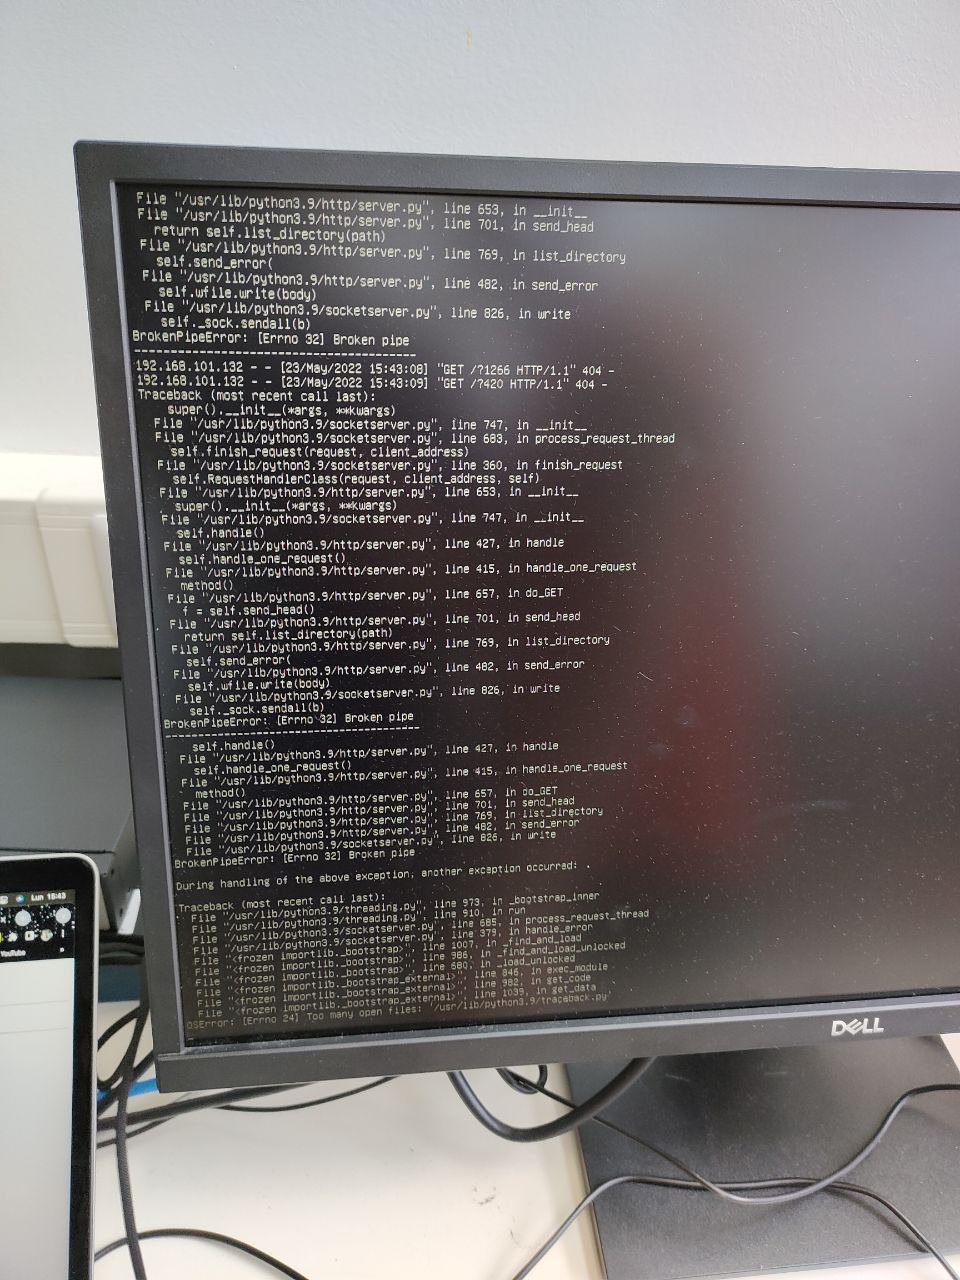 File "/usr/lib/python3.9/http/server.py", line 653, in __init__
File "/usr/lib/python3.9/http/server.py", line 701, in send_head
return self.list_directory(path)
File "/usr/lib/python3.9/http/server.py", line 769, in list_directory
self.send_error(
File "/usr/lib/python3.9/http/server.py", line 482, in send_error
self.wfile.write(body)
File "/usr/lib/python3.9/socketserver.py", line 826, in write
self._sock.sendall(b)
BrokenPipeError: [Errno 32] Broken pipe
----------------------------------------
192.168.101.132 - - [23/May/2022 15:43:08] "GET /?1266 HTTP/1.1" 404 -
192.168.101.132 - - [23/May/2022 15:43:09] "GET /?420 HTTP/1.1" 404 -
Traceback (most recent call last):
super().__init__(*args, **kwargs)
File "/usr/lib/python3.9/socketserver.py", line 747, in __init__
File "/usr/lib/python3.9/socketserver.py", line 683, in process_request_thread
self.finish_request(request, client_address)
File "/usr/lib/python3.9/socketserver.py", line 360, in finish_request
self.RequestHandlerClass(request, client_address, self)
File "/usr/lib/python3.9/http/server.py", line 653, in __init__
super().__init__(*args, **kwargs)
File "/usr/lib/python3.9/socketserver.py", line 747, in __init__
self.handle()
File "/usr/lib/python3.9/http/server.py", line 427, in handle
self.handle_one_request()
File "/usr/lib/python3.9/http/server.py", line 415, in handle_one_request
method()
File "/usr/lib/python3.9/http/server.py", line 657, in do_GET
f = self.send_head()
File "/usr/lib/python3.9/http/server.py", line 701, in send_head
return self.list_directory(path)
File "/usr/lib/python3.9/http/server.py", line 769, in list_directory
self.send_error(
File "/usr/lib/python3.9/http/server.py", line 482, in send_error
self.wfile.write(body)
File "/usr/lib/python3.9/socketserver.py", line 826, in write
self._sock.sendall(b)
BrokenPipeError: [Errno 32] Broken pipe
----------------------------------------
self.handle()
File "/usr/lib/python3.9/http/server.py", line 427, in handle
self.handle_one_request()
File "/usr/lib/python3.9/http/server.py", line 415, in handle_one_request
method()
File "/usr/lib/python3.9/http/server.py", line 657, in do_GET
File "/usr/lib/python3.9/http/server.py", line 701, in send_head
File "/usr/lib/python3.9/http/server.py", line 769, in list_directory
File "/usr/lib/python3.9/http/server.py", line 482, in send_error
File "/usr/lib/python3.9/socketserver.py", line 826, in write
BrokenPipeError: [Errno 32] Broken pipe
During handling of the above exception, another exception occurred:
Traceback (most recent call last):
File "/usr/lib/python3.9/threading.py", line 973, in _bootstrap_inner
File "/usr/lib/python3.9/threading.py", line 910, in run
File "/usr/lib/python3.9/socketserver.py", line 685, in process_request_thread
File "/usr/lib/python3.9/socketserver.py", line 379, in handle_error
File "<frozen importlib._bootstrap>", line 1007, in _find_and_load
File "<frozen importlib._bootstrap>", line 986, in _find_and_load_unlocked
File "<frozen importlib._bootstrap>", line 680, in _load_unlocked
File "<frozen importlib._bootstrap_external>", line 846, in exec_module
File "<frozen importlib._bootstrap_external>", line 982, in get_code
File "<frozen importlib._bootstrap_external>", line 1039, in get_data
OSError: [Errno 24] Too many open files: '/usr/lib/python3.9/traceback.py'
DELL
Lun 15:43
YouTube